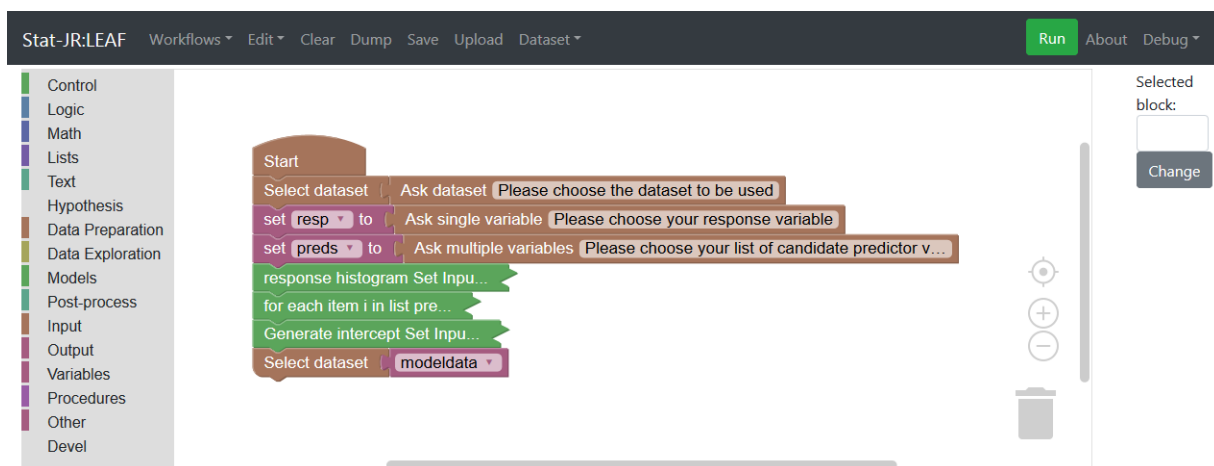 Stat-JR:LEAF Workflows Edit Clear Dump Save Upload Dataset Run About Debug
Control
Logic
Math
Lists
Text
Hypothesis
Data Preparation
Data Exploration
Models
Post-process
Input
Output
Variables
Procedures
Other
Devel
Start
Select dataset Ask dataset Please choose the dataset to be used
set resp to Ask single variable Please choose your response variable
set preds to Ask multiple variables Please choose your list of candidate predictor v...
response histogram Set Inpu...
for each item i in list pre...
Generate intercept Set Inpu...
Select dataset modeldata
Selected
block:
Change